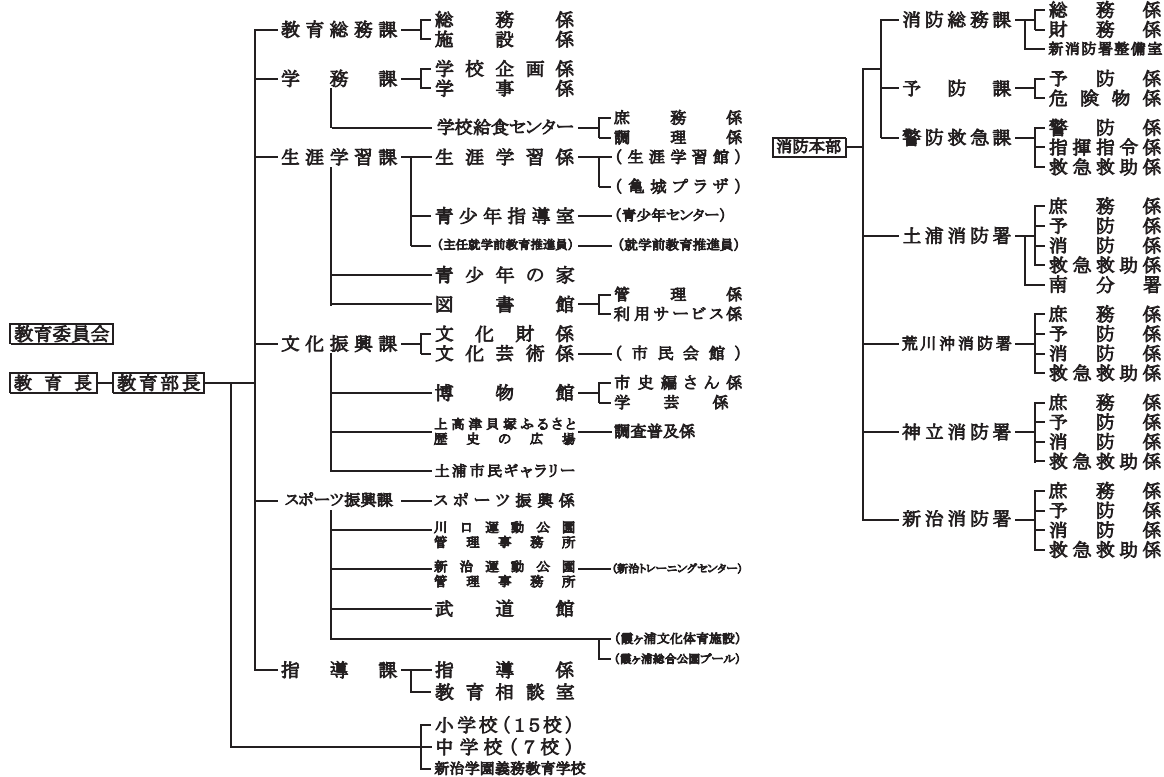 教育委員会
教育長
教育部長
教育総務課
総務係
施設係
学務課
学校企画係
学事係
学校給食センター
庶務係
調理係
生涯学習課
生涯学習係
(生涯学習館)
(亀城プラザ)
青少年指導室
(青少年センター)
(主任就学前教育推進員)
(就学前教育推進員)
青少年の家
図書館
管理係
利用サービス係
文化振興課
文化財係
文化芸術係
(市民会館)
博物館
市史編さん係
学芸係
上高津貝塚ふるさと
歴史の広場
調査普及係
土浦市民ギャラリー
スポーツ振興課
スポーツ振興係
川口運動公園
管理事務所
新治運動公園
管理事務所
(新治トレーニングセンター)
武道館
(霞ヶ浦文化体育施設)
(霞ヶ浦総合公園プール)
指導課
指導係
教育相談室
小学校(15校)
中学校(7校)
新治学園義務教育学校
消防本部
消防総務課
総務係
財務係
新消防署整備室
予防課
予防係
危険物係
警防救急課
警防係
指揮指令係
救急救助係
土浦消防署
庶務係
予防係
消防係
救急救助係
南分署
荒川沖消防署
庶務係
予防係
消防係
救急救助係
神立消防署
庶務係
予防係
消防係
救急救助係
新治消防署
庶務係
予防係
消防係
救急救助係